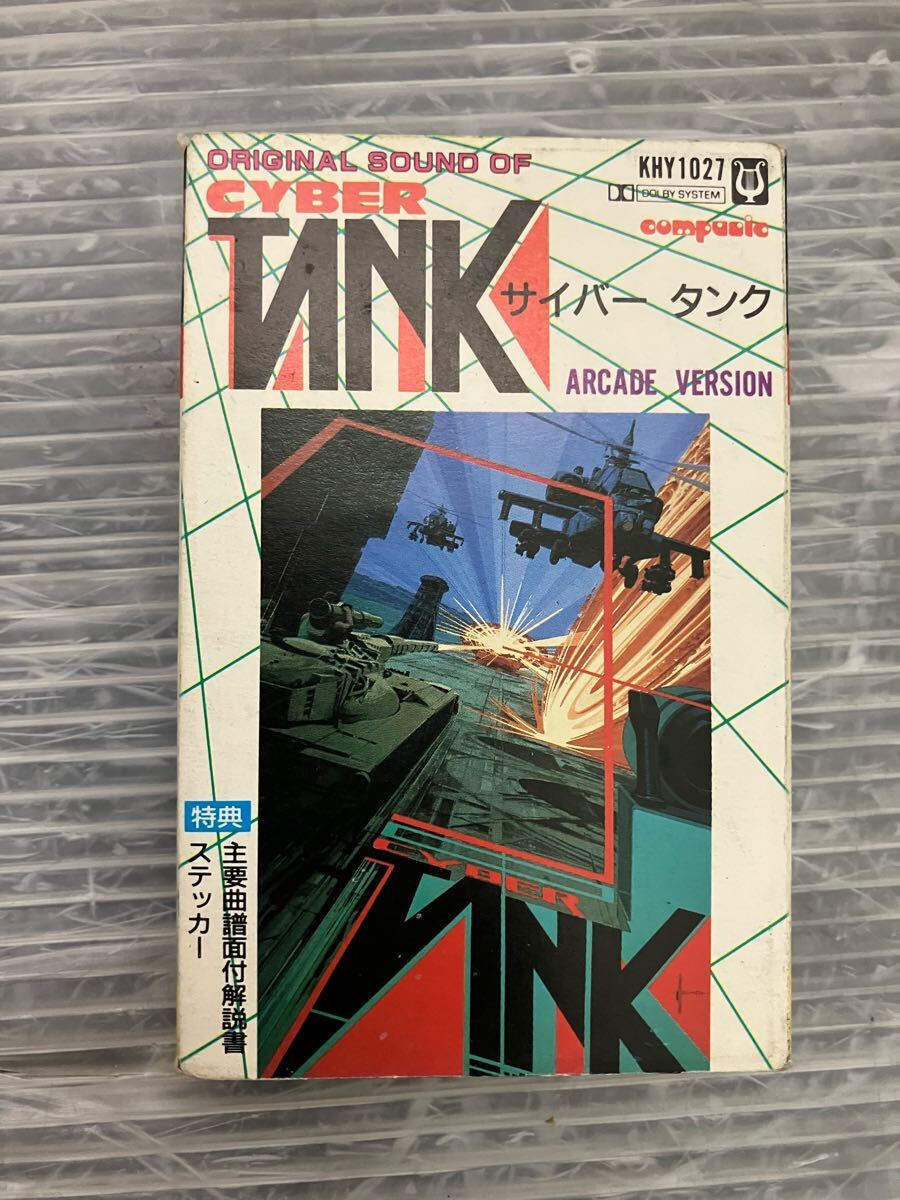 ORIGINAL SOUND OF
CYBER
TANK
KHY1027
DOLBY SYSTEM
compusic
サイバー タンク
ARCADE VERSION
特典
主要曲譜面付解説書
ステッカー
CYBER
TANK